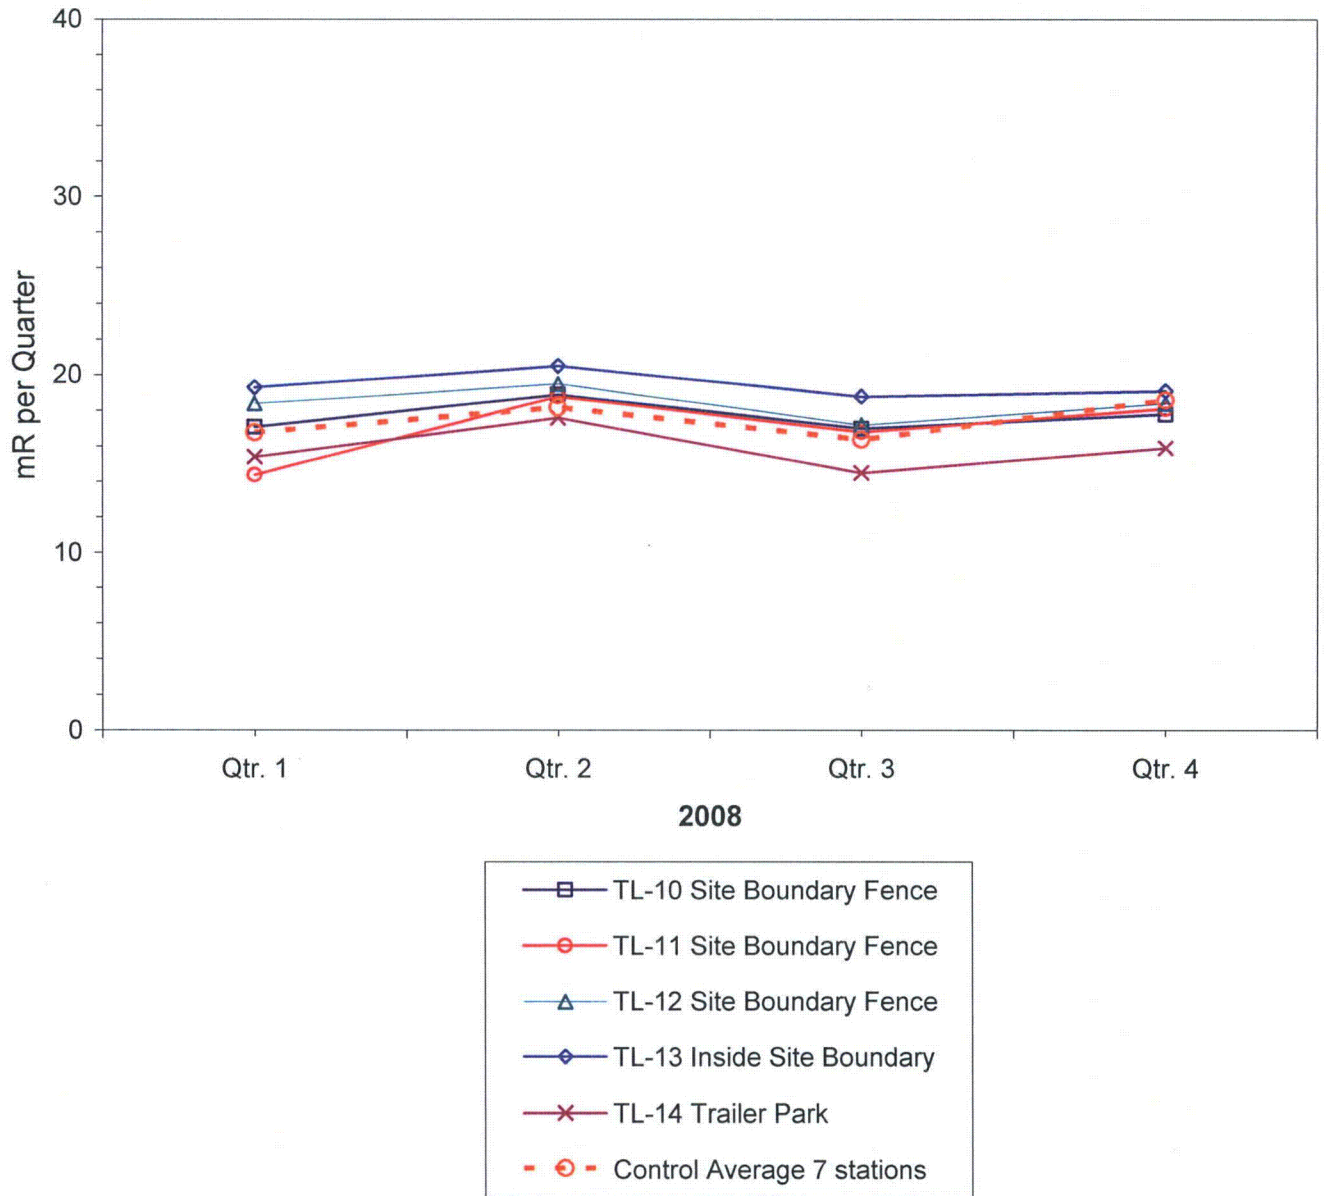 40
30
20
10
0
mR per Quarter
Qtr. 1 Qtr. 2 Qtr. 3 Qtr. 4
2008
TL-10 Site Boundary Fence
TL-11 Site Boundary Fence
TL-12 Site Boundary Fence
TL-13 Inside Site Boundary
TL-14 Trailer Park
Control Average 7 stations